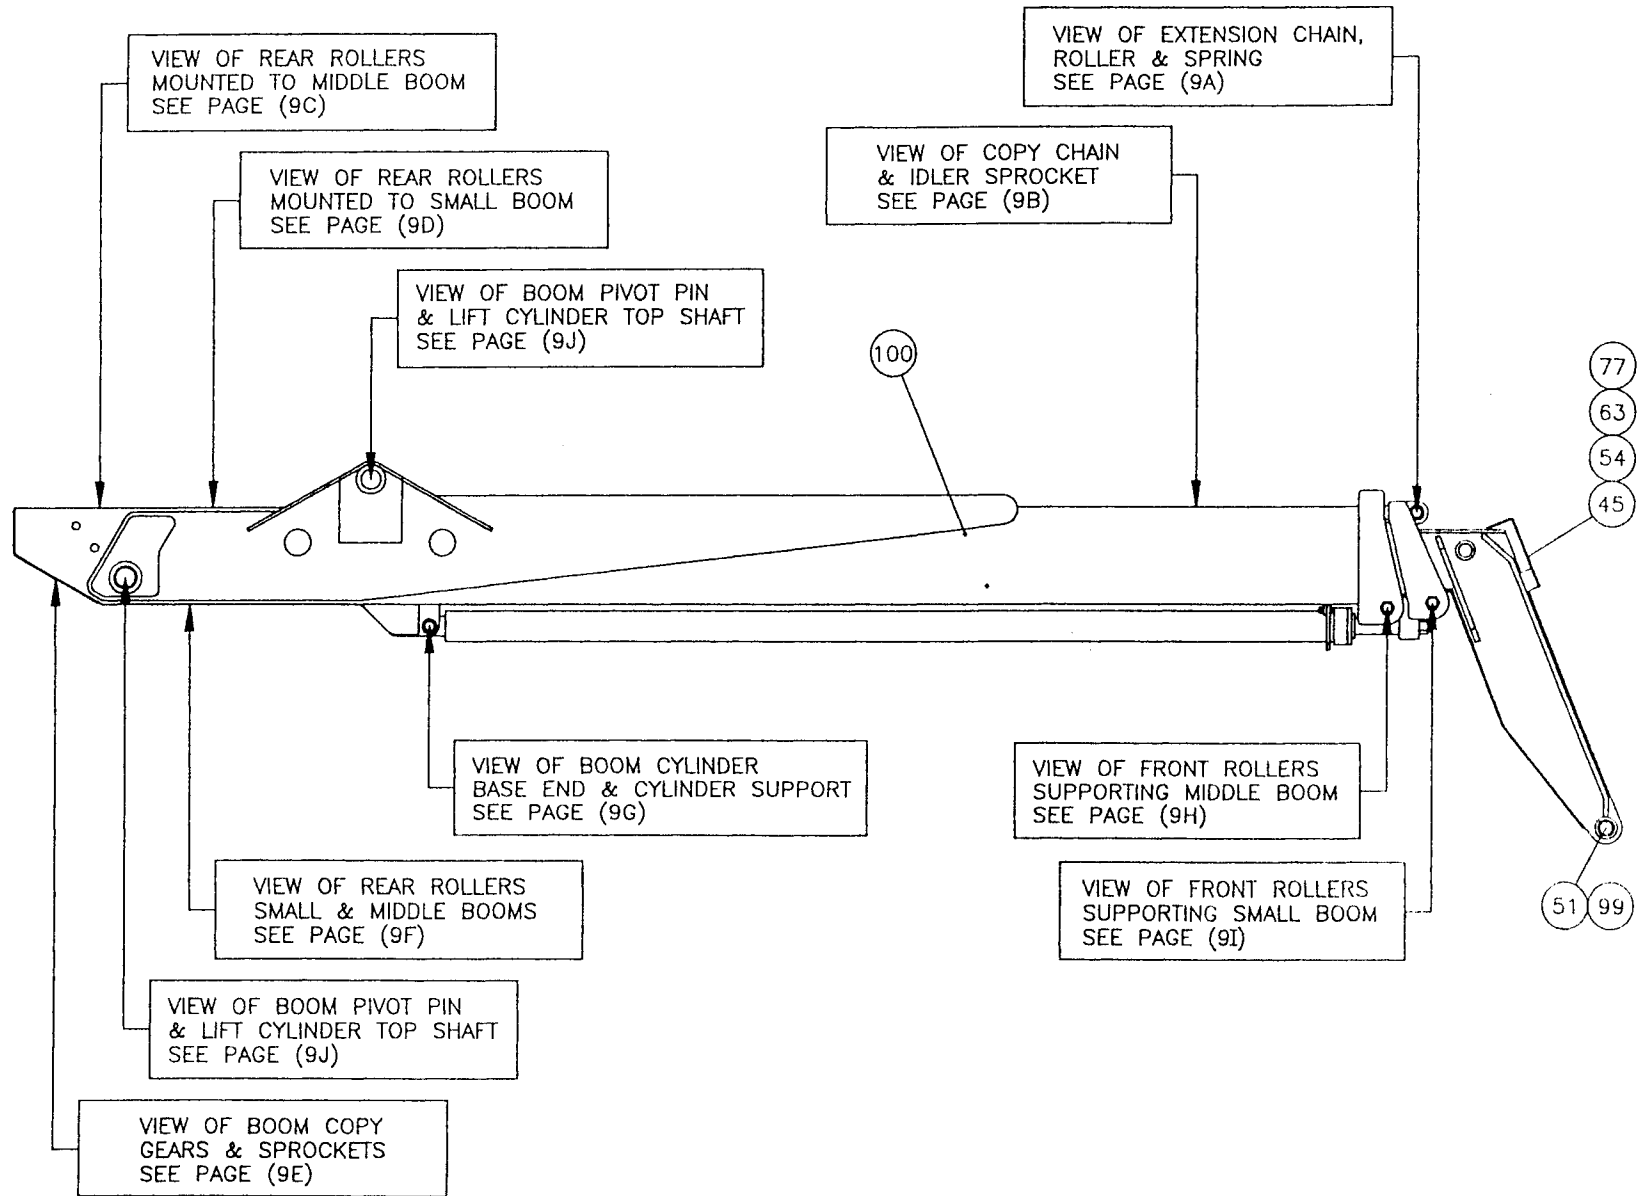 VIEW OF EXTENSION CHAIN,
ROLLER & SPRING
SEE PAGE (9A)
VIEW OF REAR ROLLERS
MOUNTED TO MIDDLE BOOM
SEE PAGE (9C)
VIEW OF COPY CHAIN
& IDLER SPROCKET
SEE PAGE (9B)
VIEW OF REAR ROLLERS
MOUNTED TO SMALL BOOM
SEE PAGE (9D)
VIEW OF BOOM PIVOT PIN
& LIFT CYLINDER TOP SHAFT
SEE PAGE (9J)
100
77
63
54
45
VIEW OF BOOM CYLINDER
BASE END & CYLINDER SUPPORT
SEE PAGE (9G)
VIEW OF FRONT ROLLERS
SUPPORTING MIDDLE BOOM
SEE PAGE (9H)
VIEW OF REAR ROLLERS
SMALL & MIDDLE BOOMS
SEE PAGE (9F)
VIEW OF FRONT ROLLERS
SUPPORTING SMALL BOOM
SEE PAGE (9I)
51 99
VIEW OF BOOM PIVOT PIN
& LIFT CYLINDER TOP SHAFT
SEE PAGE (9J)
VIEW OF BOOM COPY
GEARS & SPROCKETS
SEE PAGE (9E)